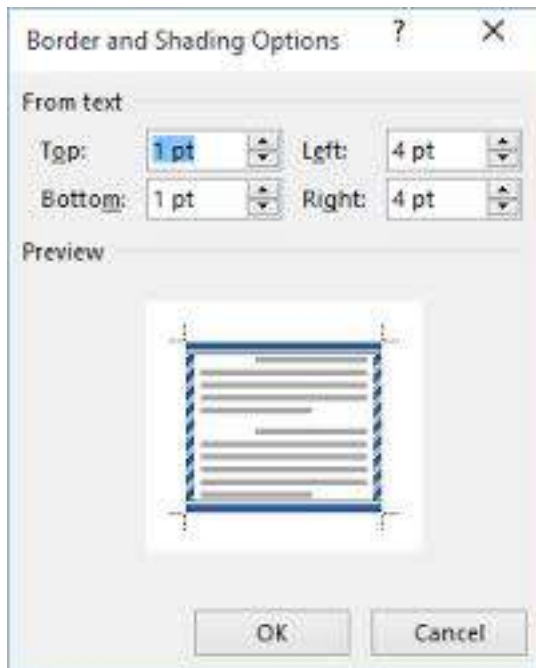 Border and Shading Options ? ✕
From text
Top: 1 pt Left: 4 pt
Bottom: 1 pt Right: 4 pt
Preview
OK Cancel